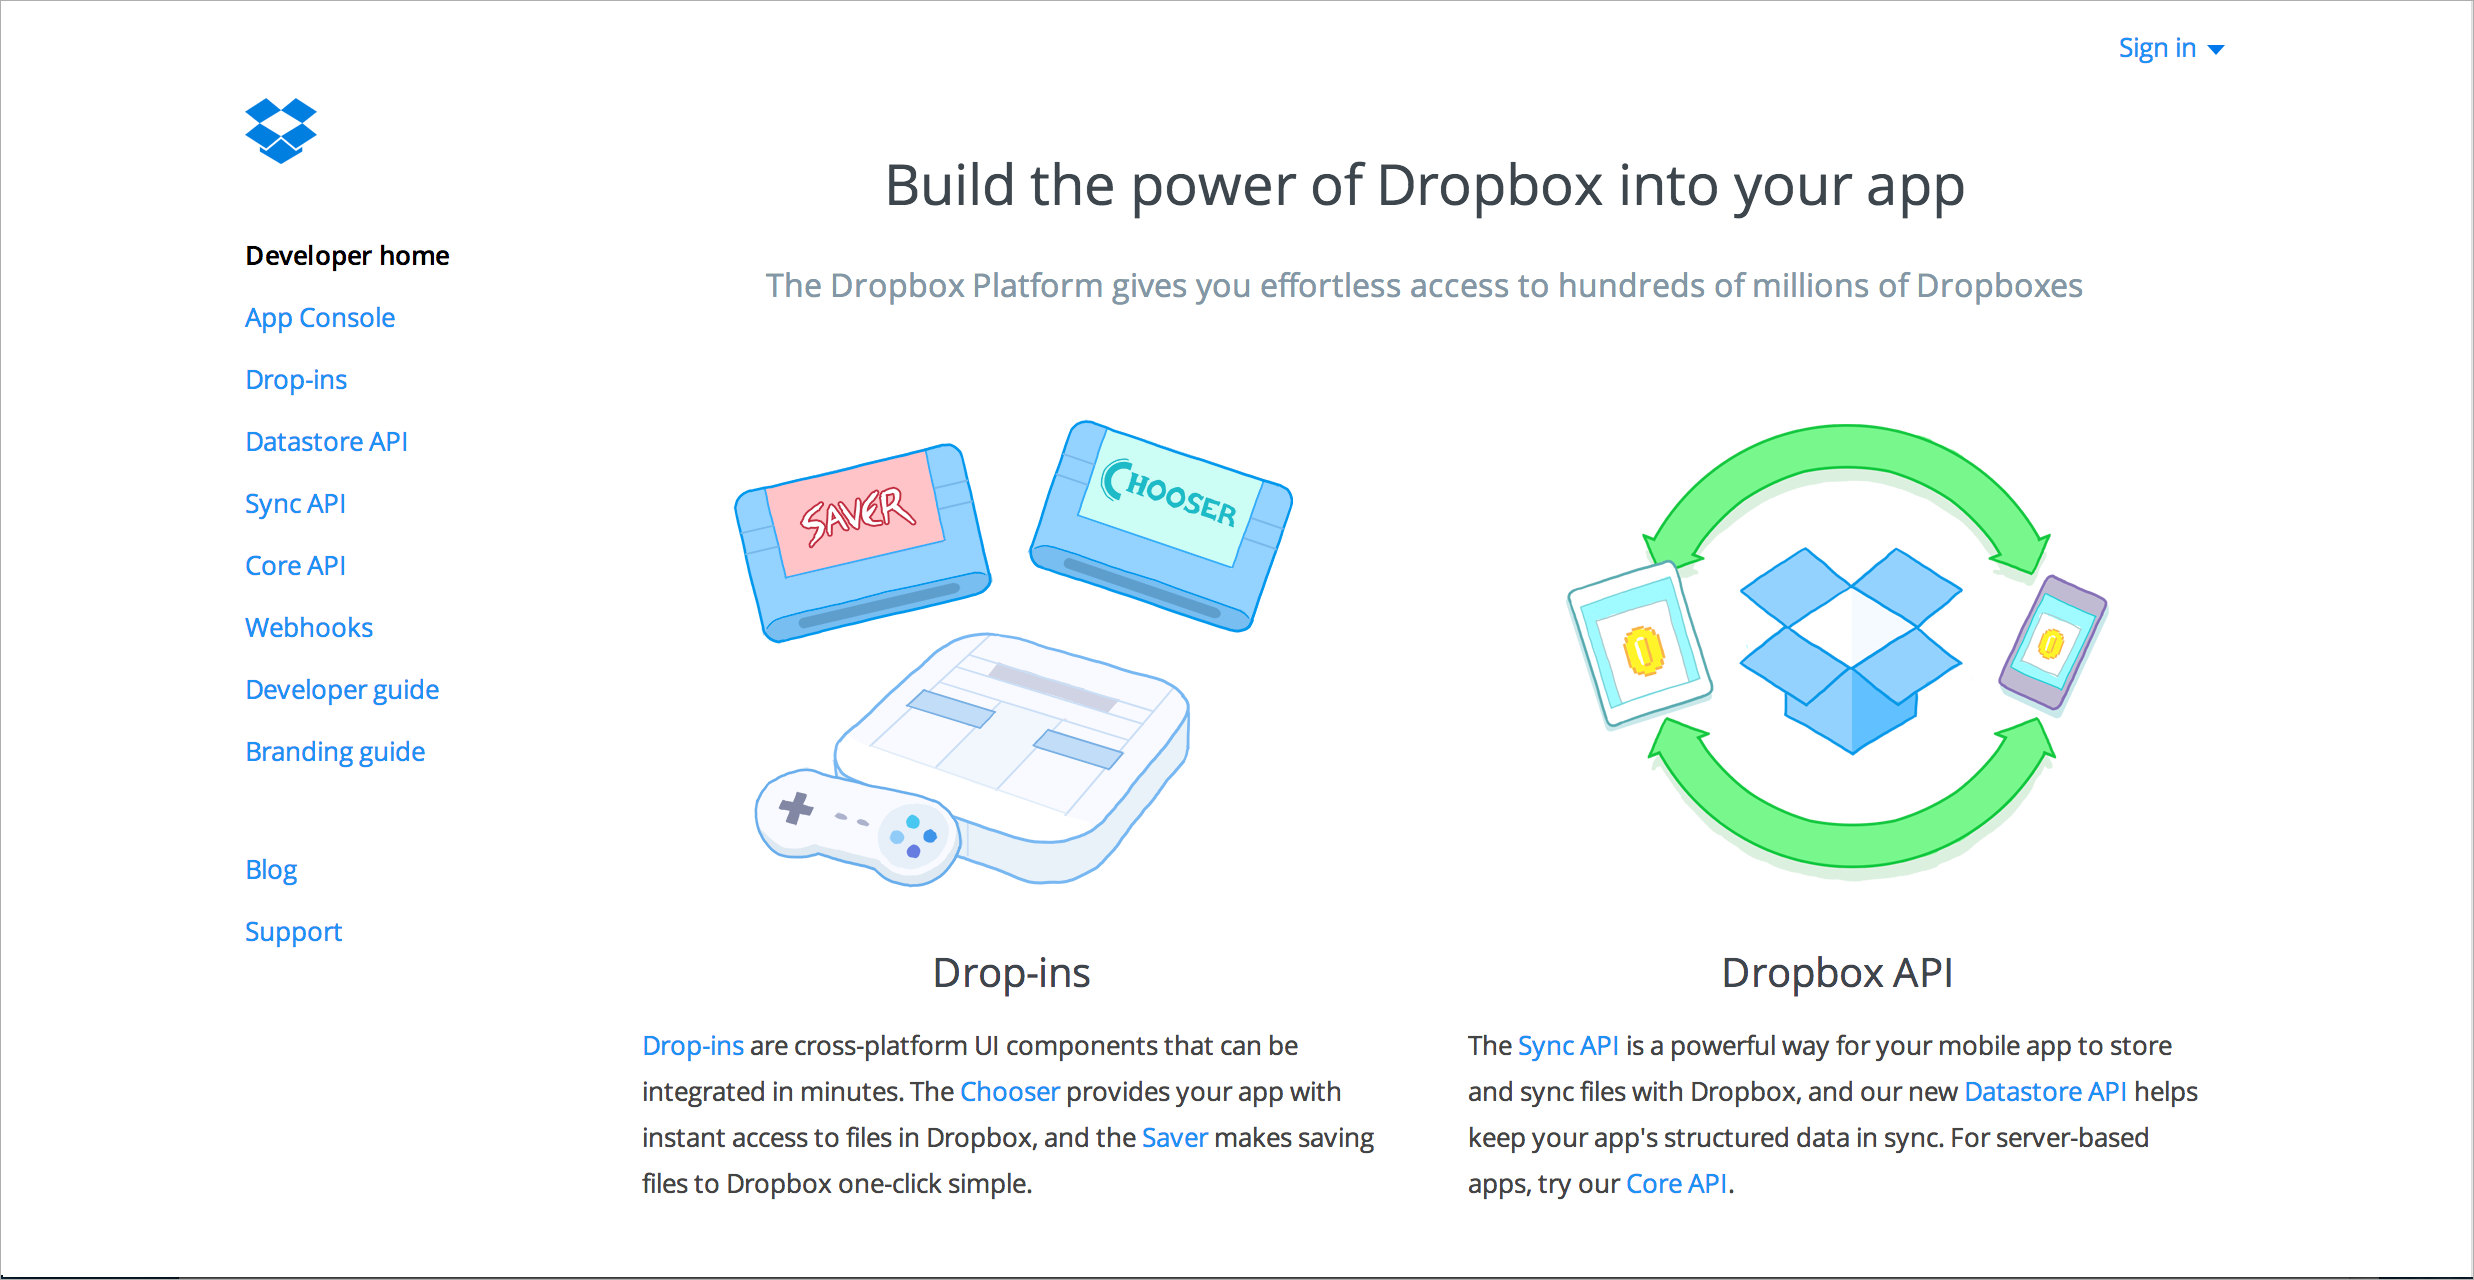 Sign in
Build the power of Dropbox into your app
Developer home
The Dropbox Platform gives you effortless access to hundreds of millions of Dropboxes
App Console
Drop-ins
Datastore API
Sync API
Core API
Webhooks
Developer guide
Branding guide
Blog
Support
SAVER
CHOOSER
Drop-ins
Drop-ins are cross-platform UI components that can be
integrated in minutes. The Chooser provides your app with
instant access to files in Dropbox, and the Saver makes saving
files to Dropbox one-click simple.
Dropbox API
The Sync API is a powerful way for your mobile app to store
and sync files with Dropbox, and our new Datastore API helps
keep your app's structured data in sync. For server-based
apps, try our Core API.